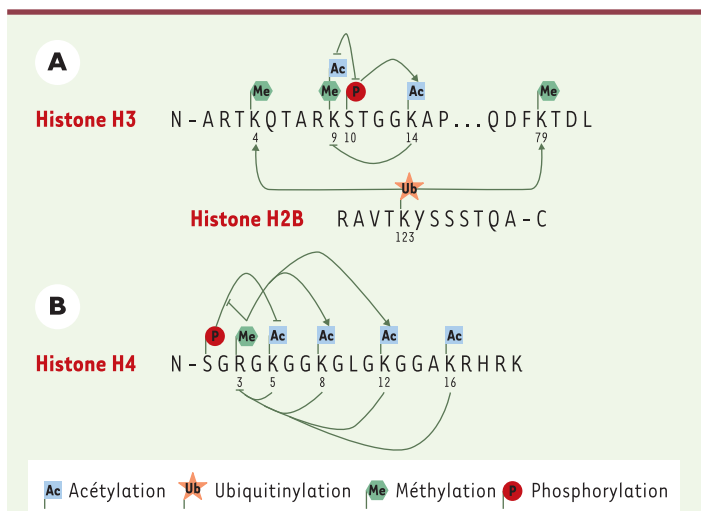 A
Ac
Me Me P Ac Me
Histone H3 N - ARTKQTARKSTGGKAP...QDFKTDL
4 9 10 14 79
Ub
Histone H2B RAVTKYSSSTQA-C
123
B
P Me Ac Ac Ac Ac
Histone H4 N - SGRGKGGKGLGKGGAKRHRK
3 5 8 12 16
Ac Acétylation Ub Ubiquitinylation Me Méthylation P Phosphorylation